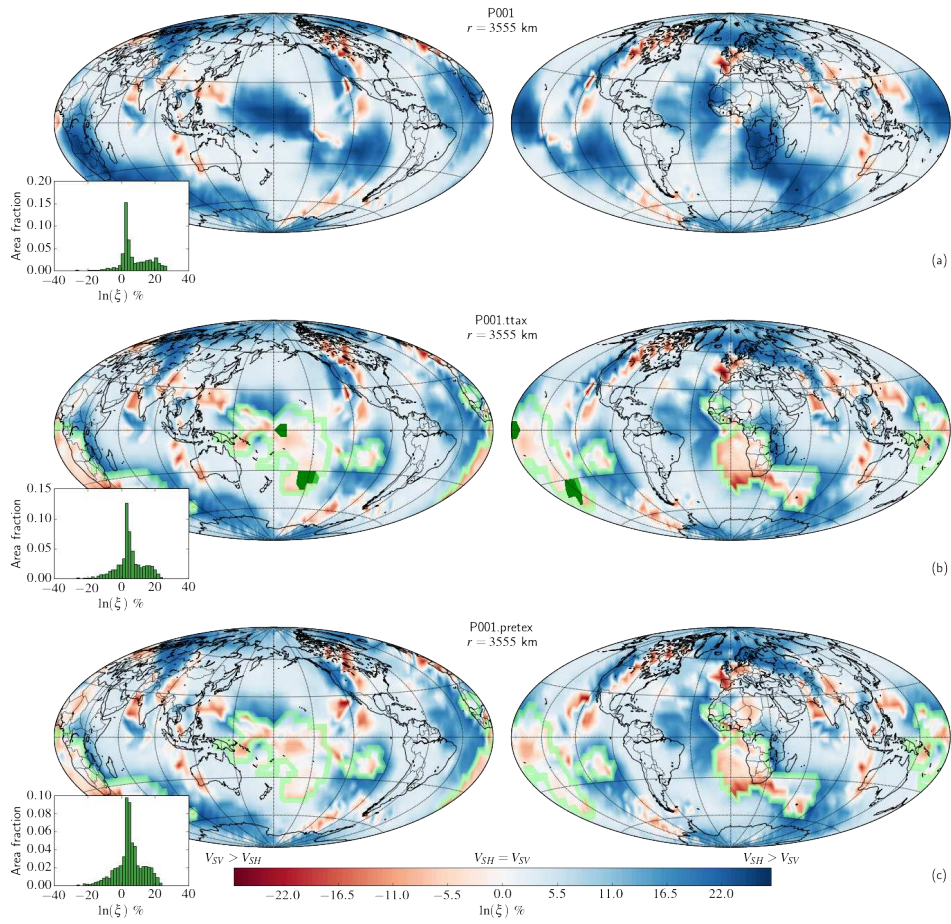 P001
r = 3555 km
0.20
0.15
0.10
0.05
0.00
Area fraction
−40 −20 0 20 40
ln(ξ) %
(a)
P001.ttax
r = 3555 km
0.15
0.10
0.05
0.00
Area fraction
−40 −20 0 20 40
ln(ξ) %
(b)
P001.pretex
r = 3555 km
0.10
0.08
0.06
0.04
0.02
0.00
Area fraction
−40 −20 0 20 40
ln(ξ) %
V_SV > V_SH V_SH = V_SV V_SH > V_SV
−22.0 −16.5 −11.0 −5.5 0.0 5.5 11.0 16.5 22.0
ln(ξ) %
(c)